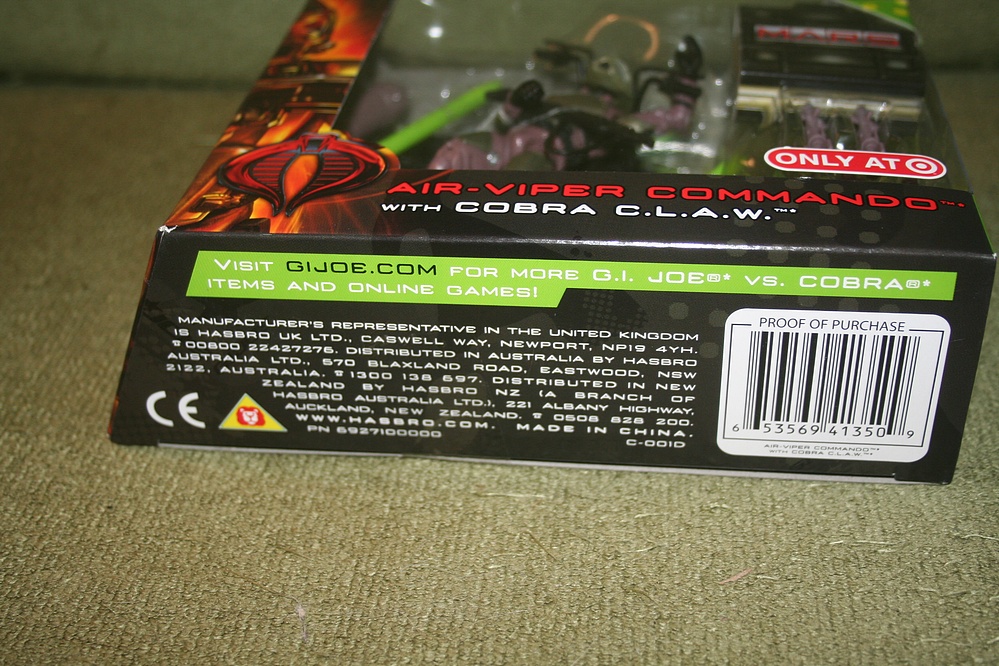 MARS
ONLY AT
AIR-VIPER COMMANDO™*
WITH COBRA C.L.A.W.™*
VISIT GIJOE.COM FOR MORE G.I. JOE®* VS. COBRA®*
ITEMS AND ONLINE GAMES!
MANUFACTURER'S REPRESENTATIVE IN THE UNITED KINGDOM
IS HASBRO UK LTD., CASWELL WAY, NEWPORT, NP19 4YH.
☎00800 22427276. DISTRIBUTED IN AUSTRALIA BY HASBRO
AUSTRALIA LTD., 570 BLAXLAND ROAD, EASTWOOD, NSW
2122, AUSTRALIA, ☎1300 138 697. DISTRIBUTED IN NEW
ZEALAND BY HASBRO NZ (A BRANCH OF
HASBRO AUSTRALIA LTD.), 221 ALBANY HIGHWAY,
AUCKLAND, NEW ZEALAND, ☎ 0508 828 200.
WWW.HASBRO.COM. MADE IN CHINA.
PN 6927100000
C-001D
CE
PROOF OF PURCHASE
6 53569 41350 9
AIR-VIPER COMMANDO™*
WITH COBRA C.L.A.W.™*